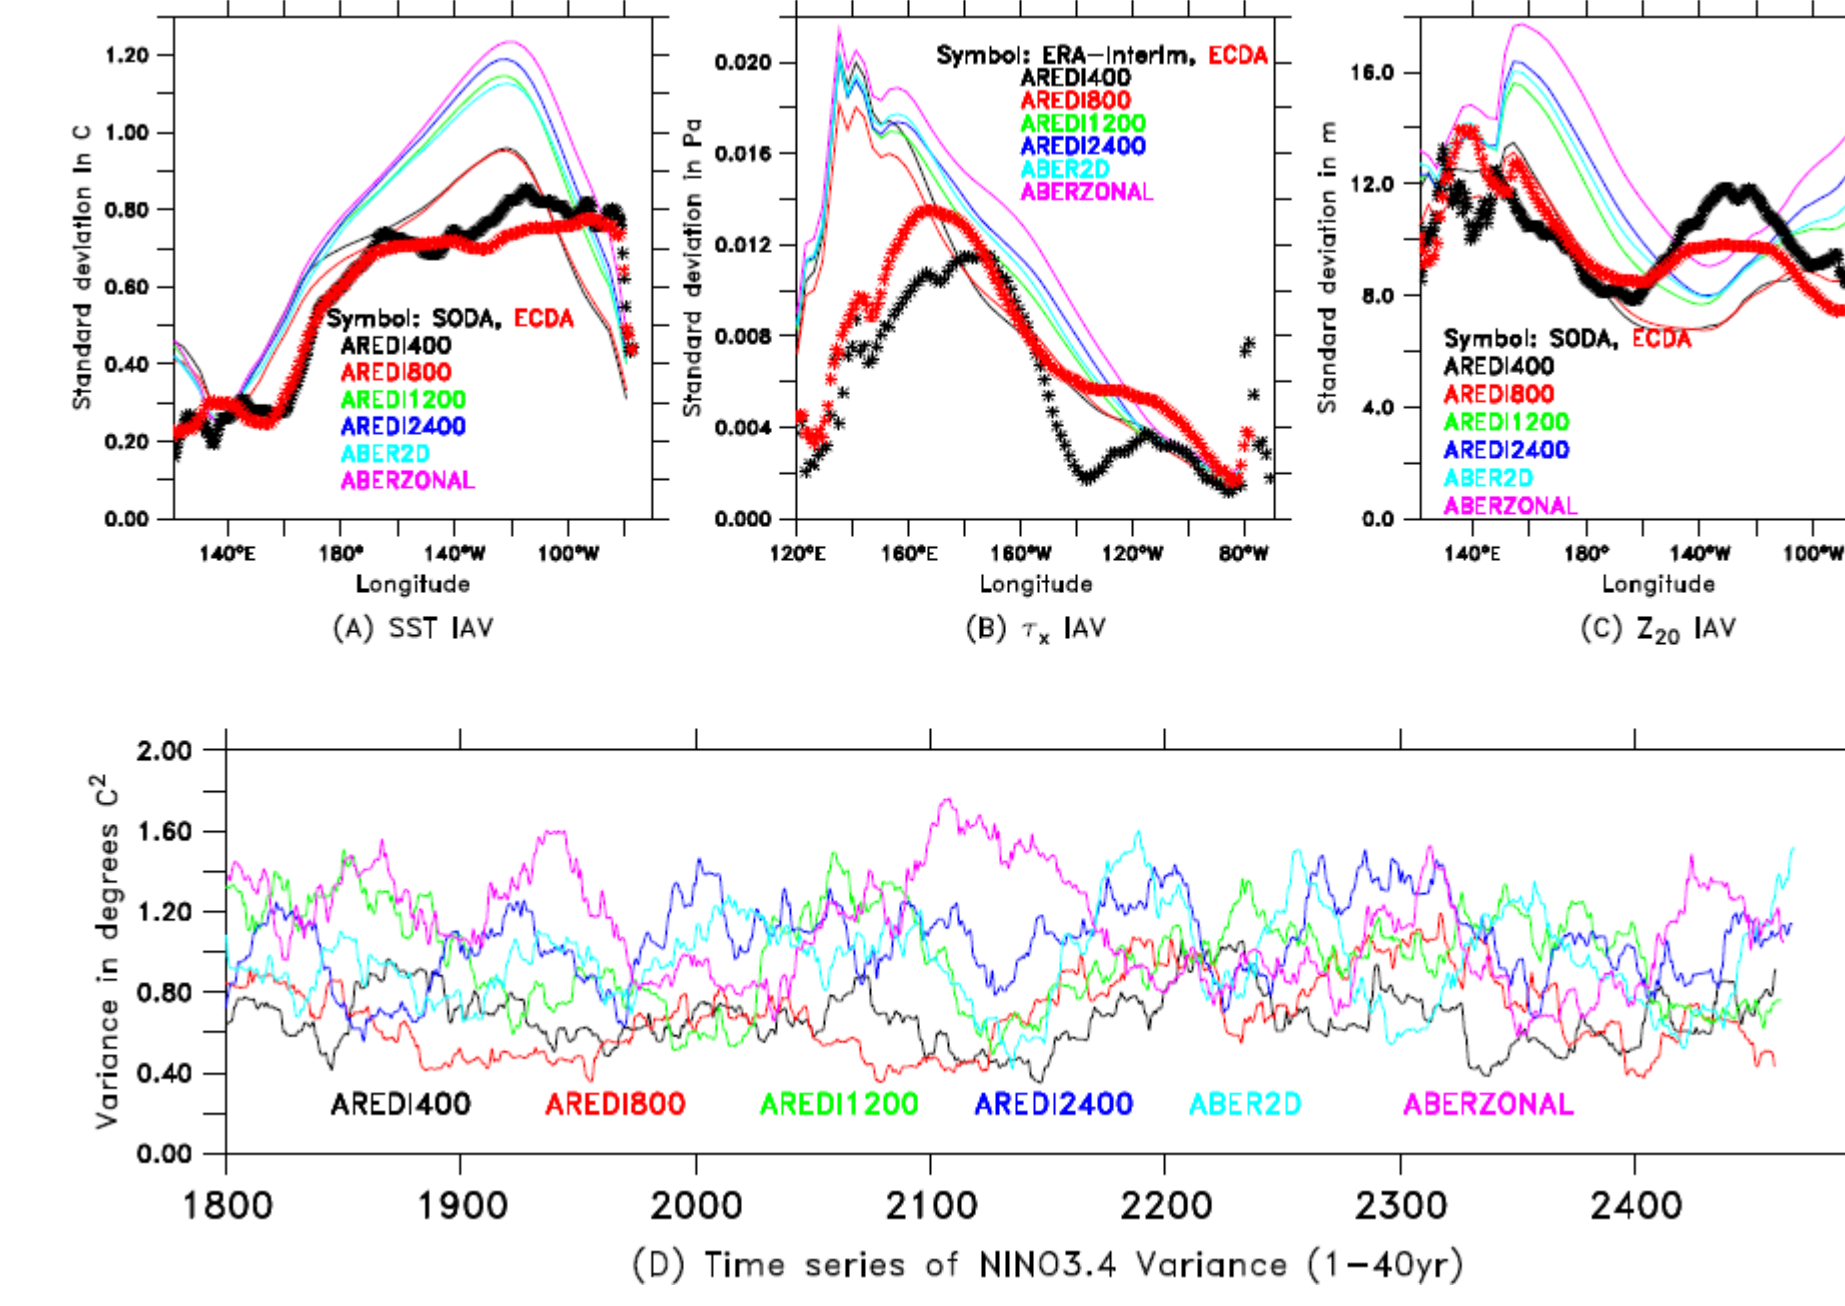 1.20
1.00
0.80
0.60
0.40
0.20
0.00
Standard deviation in C
Symbol: SODA, ECDA
AREDI400
AREDI800
AREDI1200
AREDI2400
ABER2D
ABERZONAL
140°E 180° 140°W 100°W
Longitude
(A) SST IAV
0.020
0.016
0.012
0.008
0.004
0.000
Standard deviation in Pa
Symbol: ERA-Interim, ECDA
AREDI400
AREDI800
AREDI1200
AREDI2400
ABER2D
ABERZONAL
120°E 160°E 160°W 120°W 80°W
Longitude
(B) τx IAV
16.0
12.0
8.0
4.0
0.0
Standard deviation in m
Symbol: SODA, ECDA
AREDI400
AREDI800
AREDI1200
AREDI2400
ABER2D
ABERZONAL
140°E 180° 140°W 100°W
Longitude
(C) Z20 IAV
2.00
1.60
1.20
0.80
0.40
0.00
Variance in degrees C2
AREDI400 AREDI800 AREDI1200 AREDI2400 ABER2D ABERZONAL
1800 1900 2000 2100 2200 2300 2400
(D) Time series of NINO3.4 Variance (1-40yr)